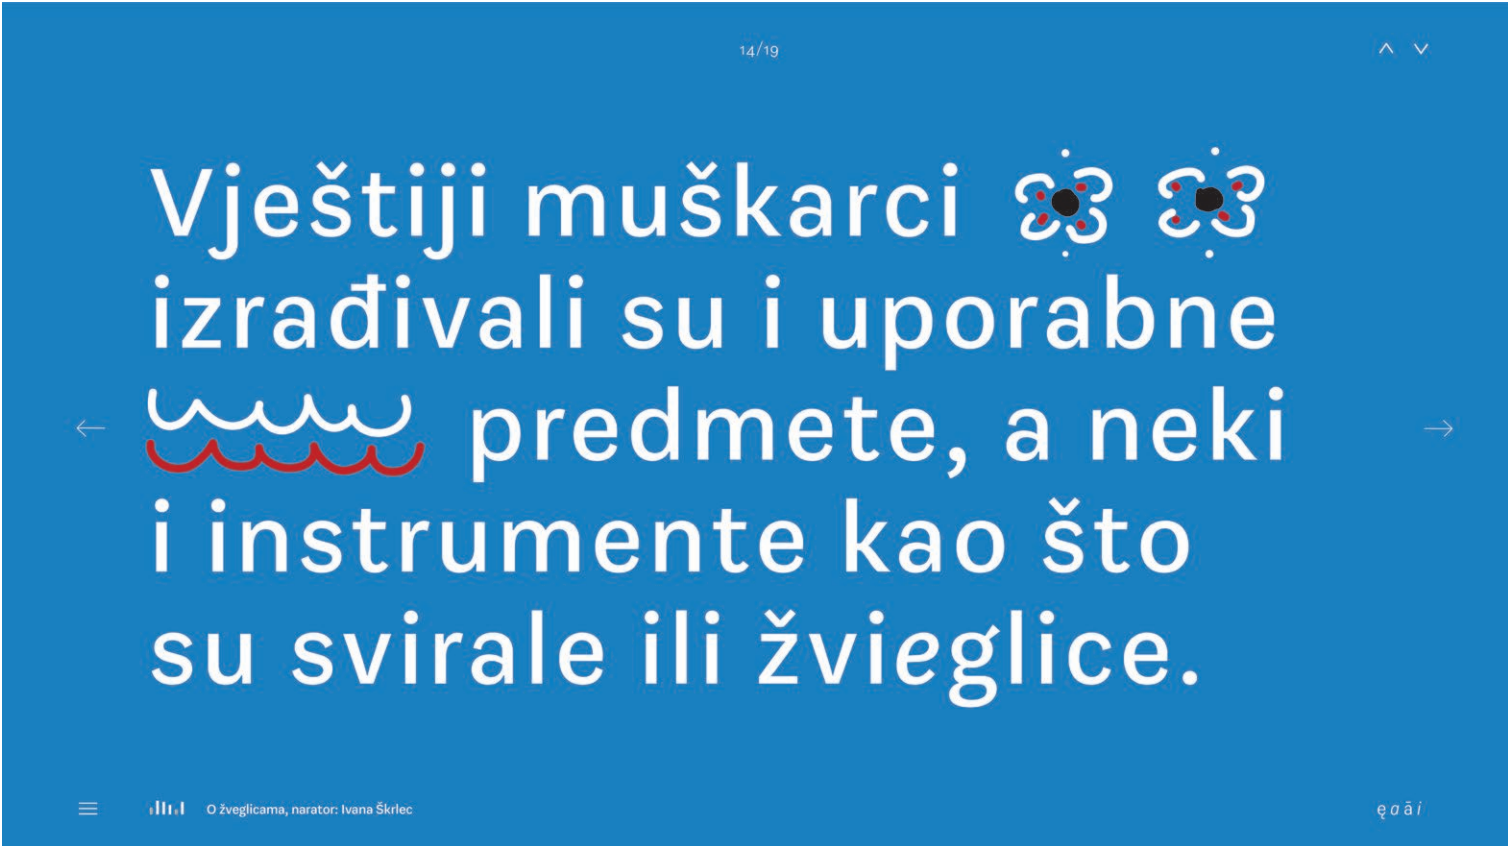 14/19
Vještiji muškarci
izrađivali su i uporabne
predmete, a neki
i instrumente kao što
su svirale ili žvieglice.
O žveglicama, narator: Ivana Škrlec
ę a ā i